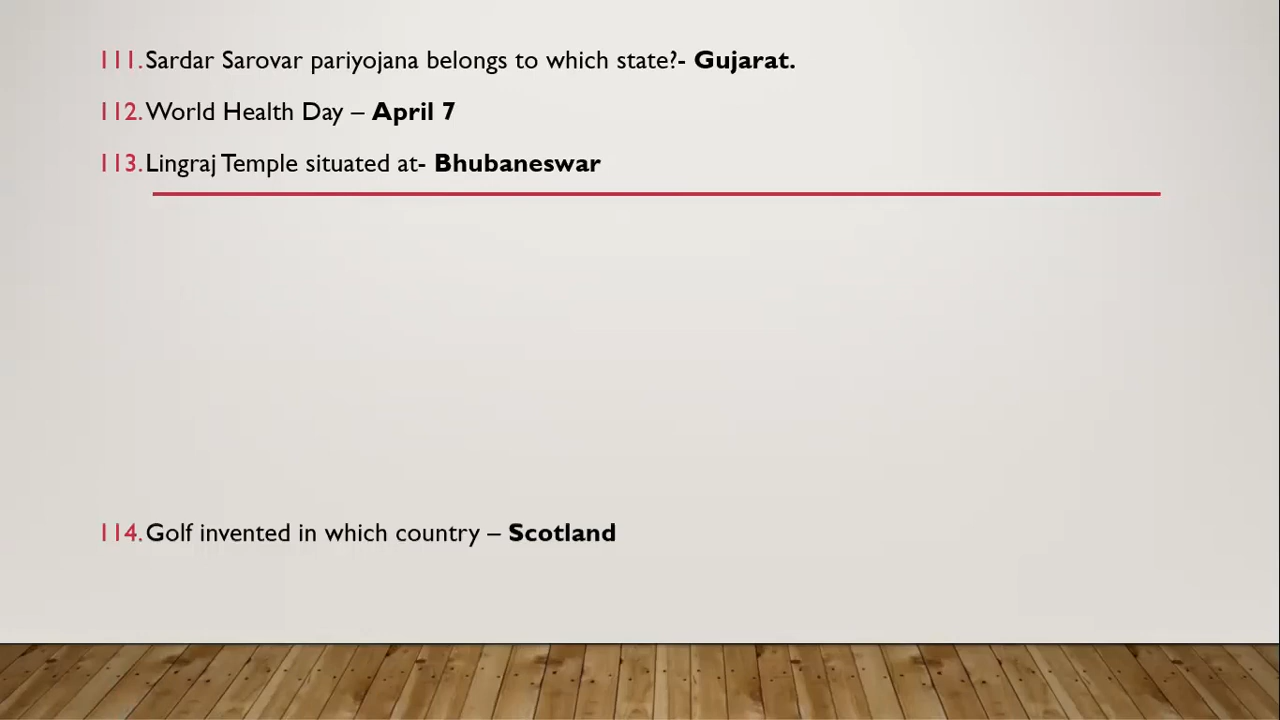 111. Sardar Sarovar pariyojana belongs to which state?- Gujarat.
112. World Health Day – April 7
113. Lingraj Temple situated at- Bhubaneswar
114. Golf invented in which country – Scotland